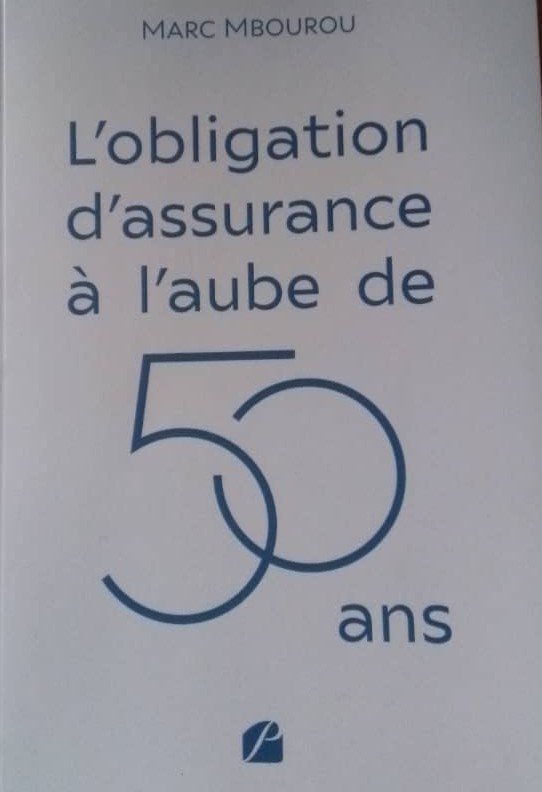 MARC MBOUROU
L'obligation
d'assurance
à l'aube de
50
ans
P